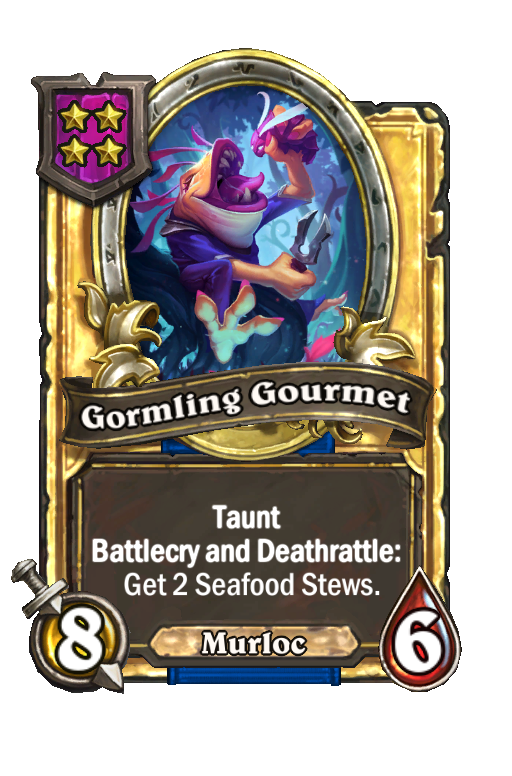 Gormling Gourmet
Taunt
Battlecry and Deathrattle:
Get 2 Seafood Stews.
8
Murloc
6